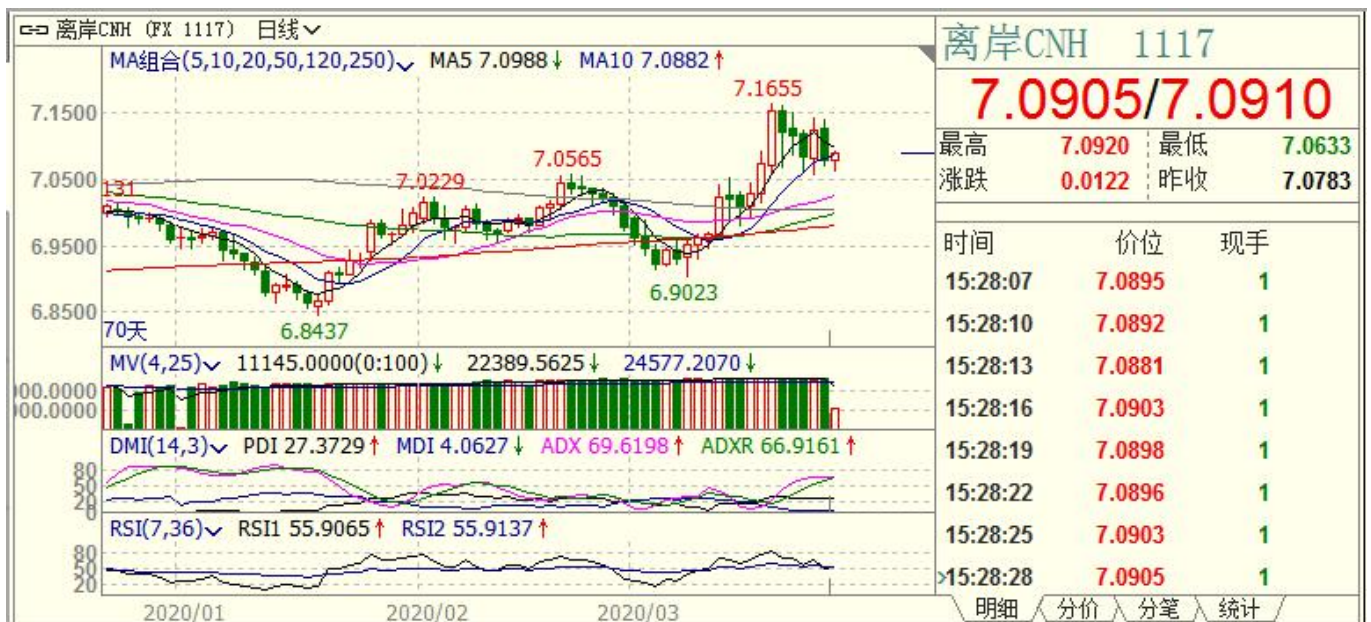 离岸CNH (FX 1117) 日线
MA组合(5,10,20,50,120,250) MA5 7.0988↓ MA10 7.0882↑
7.1655
7.1500
7.0565
7.0500
131
7.0229
6.9500
6.9023
6.8500
70天
6.8437
MV(4,25) 11145.0000(0:100)↓ 22389.5625↓ 24577.2070↓
00.0000
00.0000
DMI(14,3) PDI 27.3729↑ MDI 4.0627↓ ADX 69.6198↑ ADXR 66.9161↑
80
50
20
0
RSI(7,36) RSI1 55.9065↑ RSI2 55.9137↑
80
50
20
2020/01 2020/02 2020/03
离岸CNH 1117
7.0905/7.0910
最高 7.0920 最低 7.0633
涨跌 0.0122 昨收 7.0783
时间 价位 现手
15:28:07 7.0895 1
15:28:10 7.0892 1
15:28:13 7.0881 1
15:28:16 7.0903 1
15:28:19 7.0898 1
15:28:22 7.0896 1
15:28:25 7.0903 1
>15:28:28 7.0905 1
明细 分价 分笔 统计